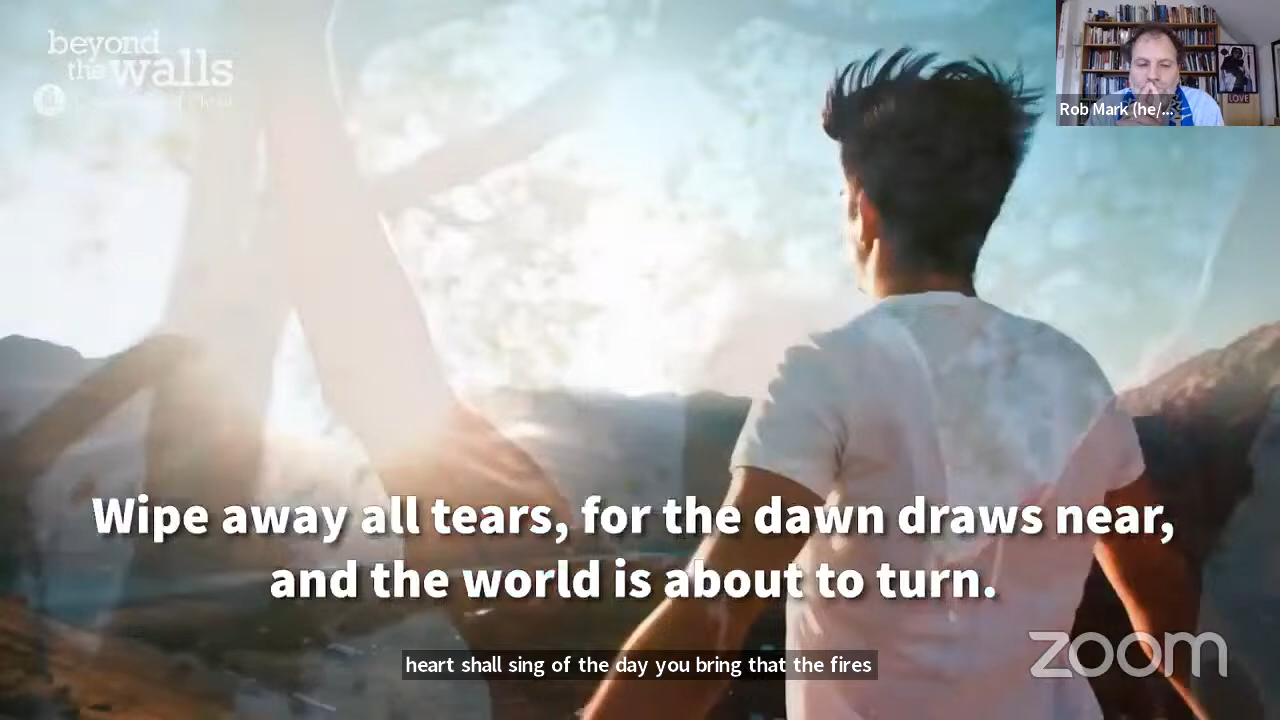 beyond
the walls
Rob Mark (he/...
LOVE
Wipe away all tears, for the dawn draws near,
and the world is about to turn.
heart shall sing of the day you bring that the fires
zoom